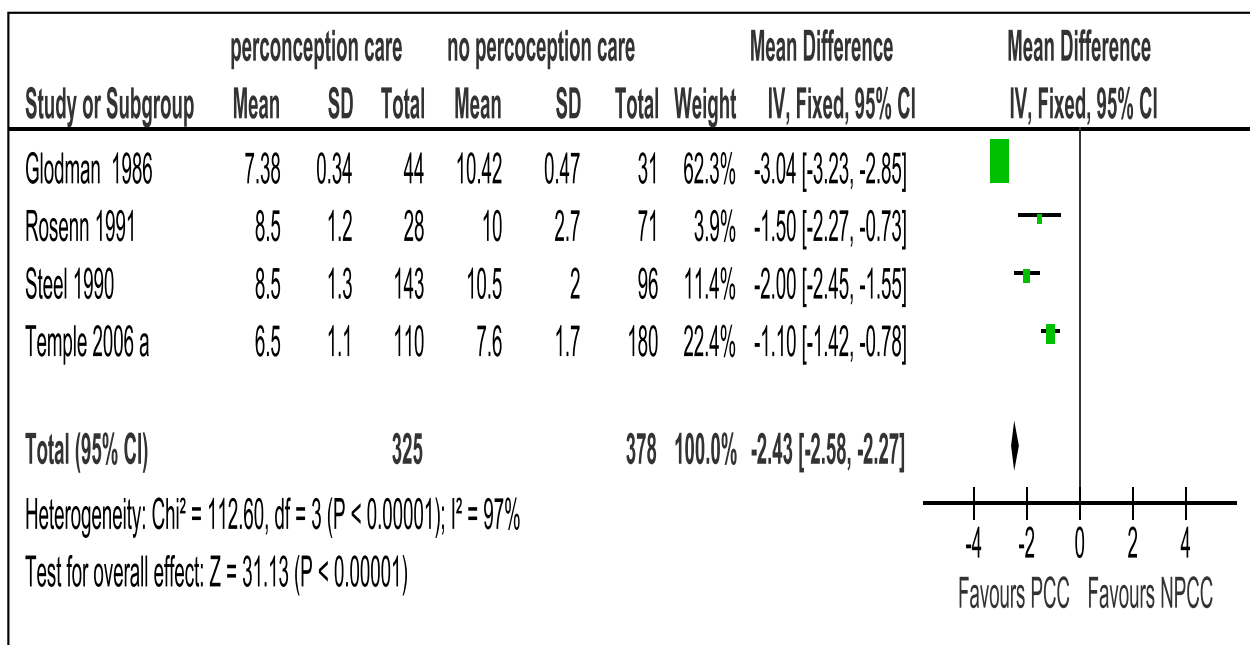 perconception care no percoception care Mean Difference Mean Difference
Study or Subgroup Mean SD Total Mean SD Total Weight IV, Fixed, 95% CI IV, Fixed, 95% CI
Glodman 1986 7.38 0.34 44 10.42 0.47 31 62.3% -3.04 [-3.23, -2.85]
Rosenn 1991 8.5 1.2 28 10 2.7 71 3.9% -1.50 [-2.27, -0.73]
Steel 1990 8.5 1.3 143 10.5 2 96 11.4% -2.00 [-2.45, -1.55]
Temple 2006 a 6.5 1.1 110 7.6 1.7 180 22.4% -1.10 [-1.42, -0.78]
Total (95% CI) 325 378 100.0% -2.43 [-2.58, -2.27]
Heterogeneity: Chi² = 112.60, df = 3 (P < 0.00001); I² = 97%
Test for overall effect: Z = 31.13 (P < 0.00001)
-4 -2 0 2 4
Favours PCC Favours NPCC